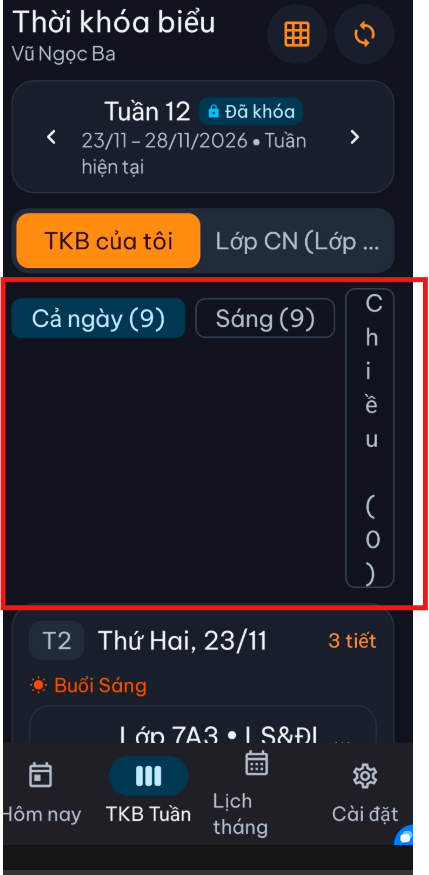 Thời khóa biểu
Vũ Ngọc Ba
Tuần 12 Đã khóa
23/11 – 28/11/2026 • Tuần
hiện tại
TKB của tôi Lớp CN (Lớp ...
Cả ngày (9) Sáng (9) Chiều (0)
T2 Thứ Hai, 23/11 3 tiết
Buổi Sáng
Lớp 7A3 • LS&ĐL ...
Hôm nay TKB Tuần Lịch tháng Cài đặt